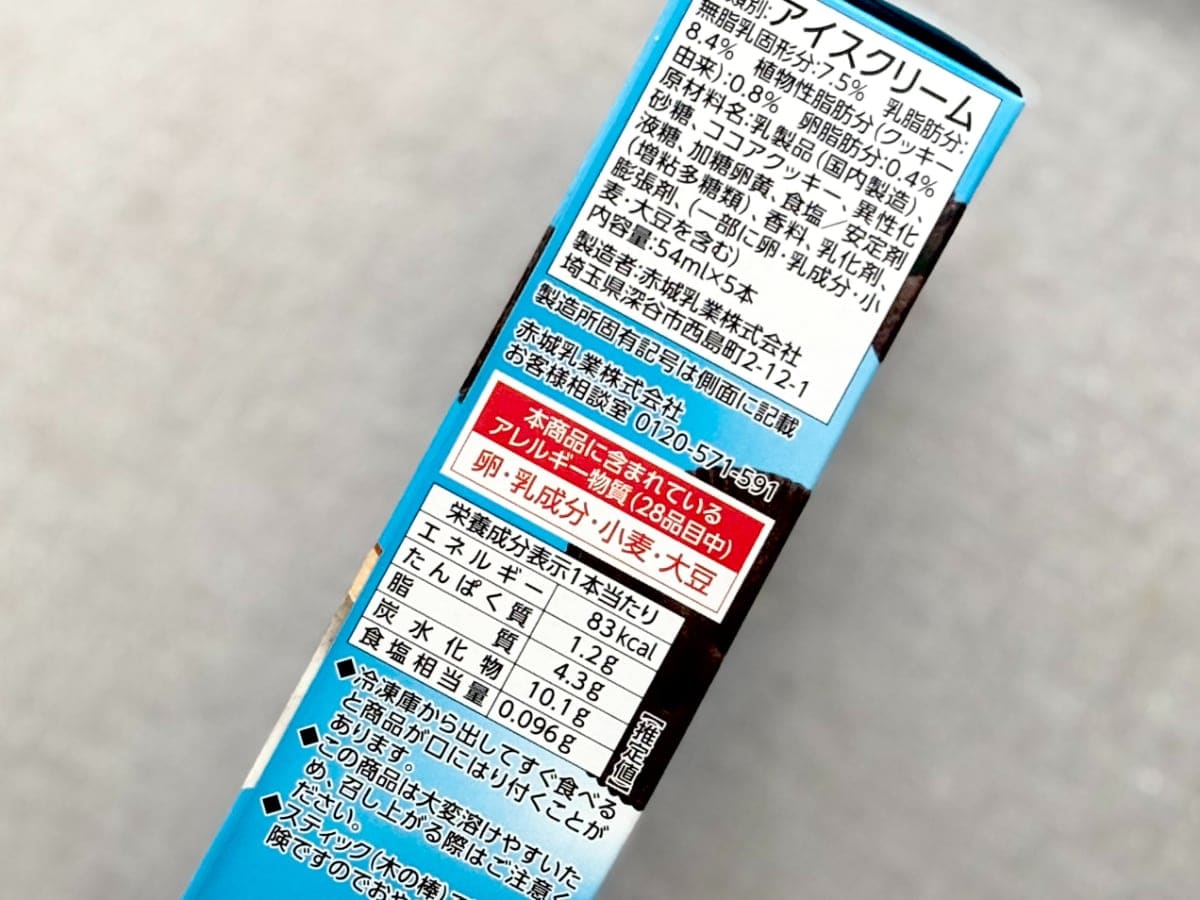 類別:アイスクリーム
無脂乳固形分:7.5% 乳脂肪分:
8.4% 植物性脂肪分(クッキー
由来):0.8% 卵脂肪分:0.4%
原材料名:乳製品(国内製造)、
砂糖、ココアクッキー、異性化
液糖、加糖卵黄、食塩/安定剤
(増粘多糖類)、香料、乳化剤、
膨張剤、(一部に卵・乳成分・小
麦・大豆を含む)
内容量:54ml×5本
製造者:赤城乳業株式会社
埼玉県深谷市西島町2-12-1
製造所固有記号は側面に記載
赤城乳業株式会社
お客様相談室 0120-571-591
本商品に含まれている
アレルギー物質(28品目中)
卵・乳成分・小麦・大豆
栄養成分表示1本当たり
エネルギー 83kcal
たんぱく質 1.2g
脂質 4.3g
炭水化物 10.1g
食塩相当量 0.096g
[推定値]
◆冷凍庫から出してすぐ食べる
と商品が口にはり付くことが
あります。
◆この商品は大変溶けやすいた
め、召し上がる際はご注意く
ださい。
◆スティック(木の棒)で
険ですのでおや